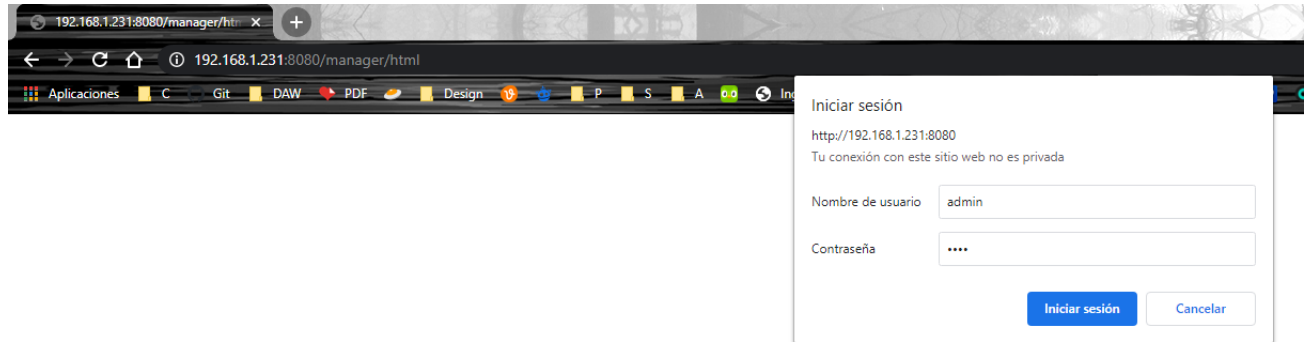 192.168.1.231:8080/manager/htm
192.168.1.231:8080/manager/html
Aplicaciones C Git DAW PDF Design P S A Ing
Iniciar sesión
http://192.168.1.231:8080
Tu conexión con este sitio web no es privada
Nombre de usuario admin
Contraseña ••••
Iniciar sesión Cancelar